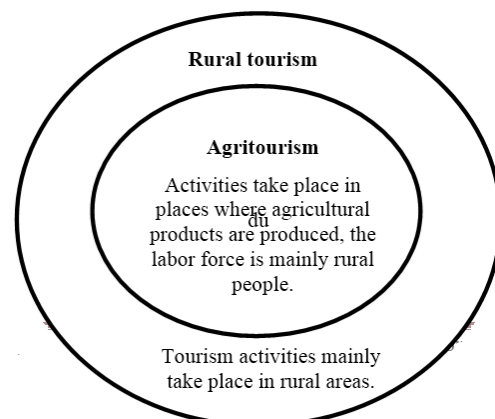 Rural tourism
Agritourism
Activities take place in
places where agricultural
du
products are produced, the
labor force is mainly rural
people.
Tourism activities mainly
take place in rural areas.